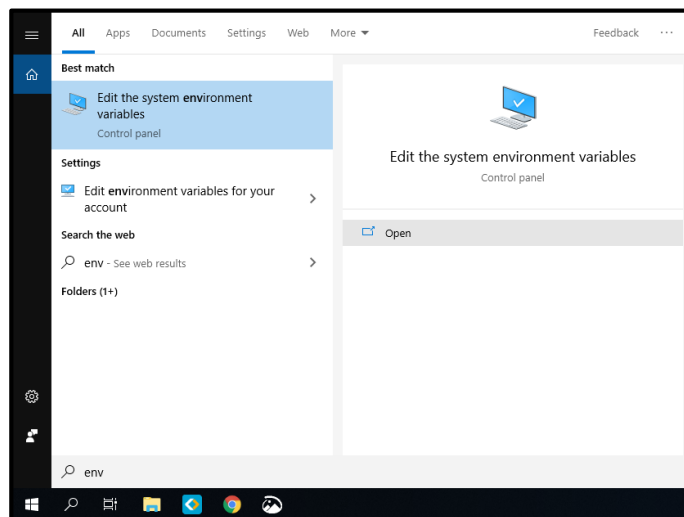 All Apps Documents Settings Web More Feedback ...
Best match
Edit the system environment
variables
Control panel
Settings
Edit environment variables for your
account
Search the web
env - See web results
Folders (1+)
Edit the system environment variables
Control panel
Open
env